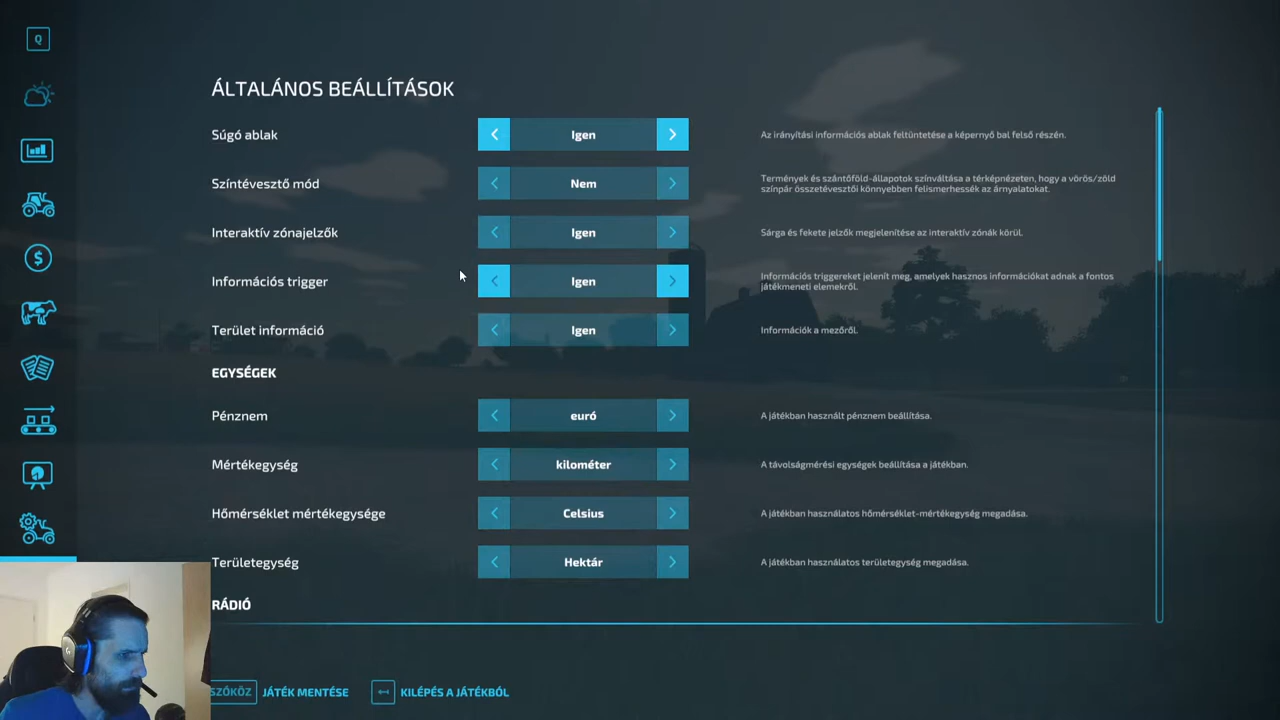 Q
ÁLTALÁNOS BEÁLLÍTÁSOK
Súgó ablak
Igen
Az irányítási információs ablak feltüntetése a képernyő bal felső részén.
Színtévesztő mód
Nem
Termények és szántóföld-állapotok színváltása a térképnézeten, hogy a vörös/zöld
színpár összetévesztői könnyebben felismerhessék az árnyalatokat.
Interaktív zónajelzők
Igen
Sárga és fekete jelzők megjelenítése az interaktív zónák körül.
Információs trigger
Igen
Információs triggereket jelenít meg, amelyek hasznos információkat adnak a fontos
játékmeneti elemekről.
Terület információ
Igen
Információk a mezőről.
EGYSÉGEK
Pénznem
euró
A játékban használt pénznem beállítása.
Mértékegység
kilométer
A távolságmérési egységek beállítása a játékban.
Hőmérséklet mértékegysége
Celsius
A játékban használatos hőmérséklet-mértékegység megadása.
Területegység
Hektár
A játékban használatos területegység megadása.
RÁDIÓ
SZÓKÖZ JÁTÉK MENTÉSE
KILÉPÉS A JÁTÉKBÓL